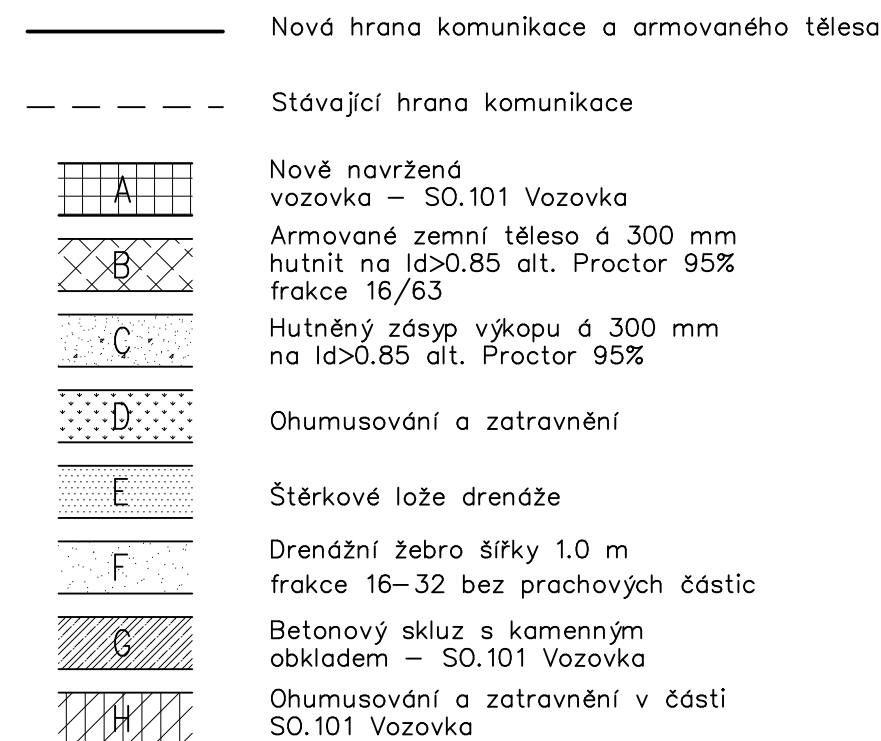 Nová hrana komunikace a armovaného tělesa
Stávající hrana komunikace
A
Nově navržená
vozovka – SO.101 Vozovka
B
Armované zemní těleso á 300 mm
hutnit na Id>0.85 alt. Proctor 95%
frakce 16/63
C
Hutněný zásyp výkopu á 300 mm
na Id>0.85 alt. Proctor 95%
D
Ohumusování a zatravnění
E
Štěrkové lože drenáže
F
Drenážní žebro šířky 1.0 m
frakce 16–32 bez prachových částic
G
Betonový skluz s kamenným
obkladem – SO.101 Vozovka
H
Ohumusování a zatravnění v části
SO.101 Vozovka